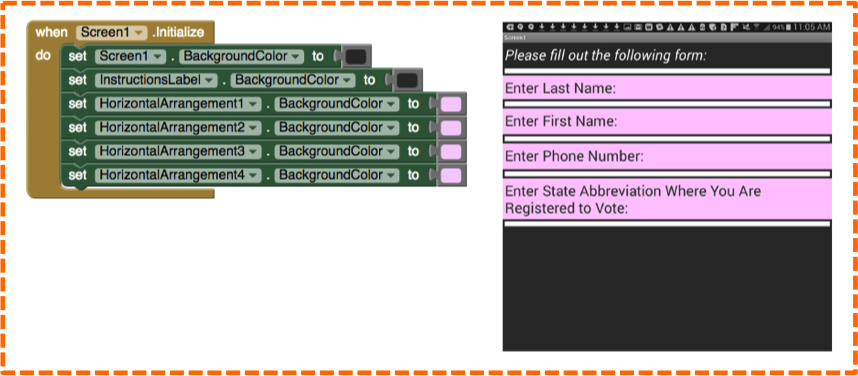 when Screen1 .Initialize
do set Screen1 . BackgroundColor to
set InstructionsLabel . BackgroundColor to
set HorizontalArrangement1 . BackgroundColor to
set HorizontalArrangement2 . BackgroundColor to
set HorizontalArrangement3 . BackgroundColor to
set HorizontalArrangement4 . BackgroundColor to
94% 11:05 AM
Screen1
Please fill out the following form:
Enter Last Name:
Enter First Name:
Enter Phone Number:
Enter State Abbreviation Where You Are
Registered to Vote: